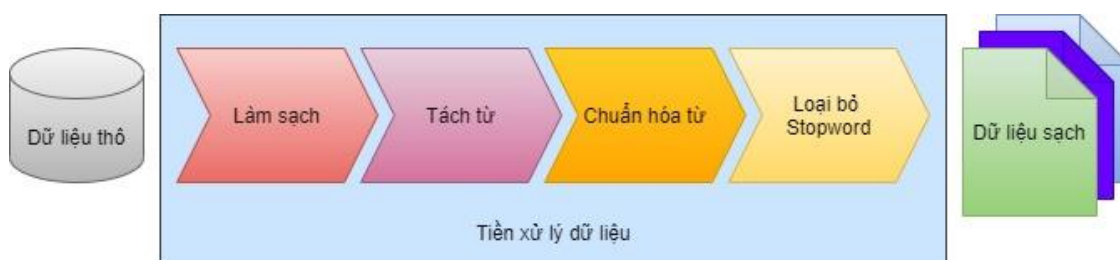 Dữ liệu thô
Làm sạch
Tách từ
Chuẩn hóa từ
Loại bỏ
Stopword
Dữ liệu sạch
Tiền xử lý dữ liệu